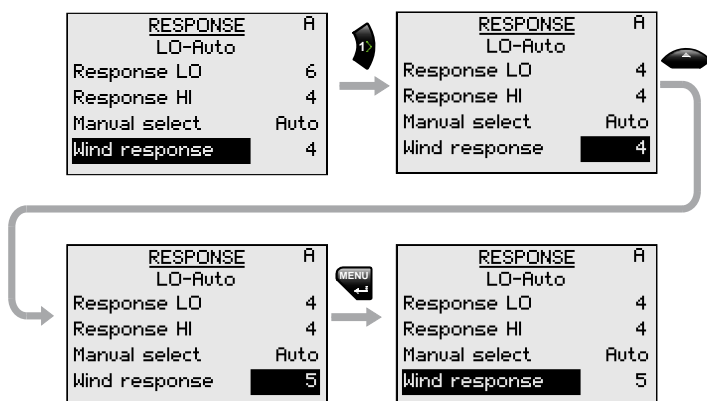 RESPONSE A
LO-Auto
Response LO 6
Response HI 4
Manual select Auto
Wind response 4
1
RESPONSE A
LO-Auto
Response LO 4
Response HI 4
Manual select Auto
Wind response 4
RESPONSE A
LO-Auto
Response LO 4
Response HI 4
Manual select Auto
Wind response 5
MENU
RESPONSE A
LO-Auto
Response LO 4
Response HI 4
Manual select Auto
Wind response 5